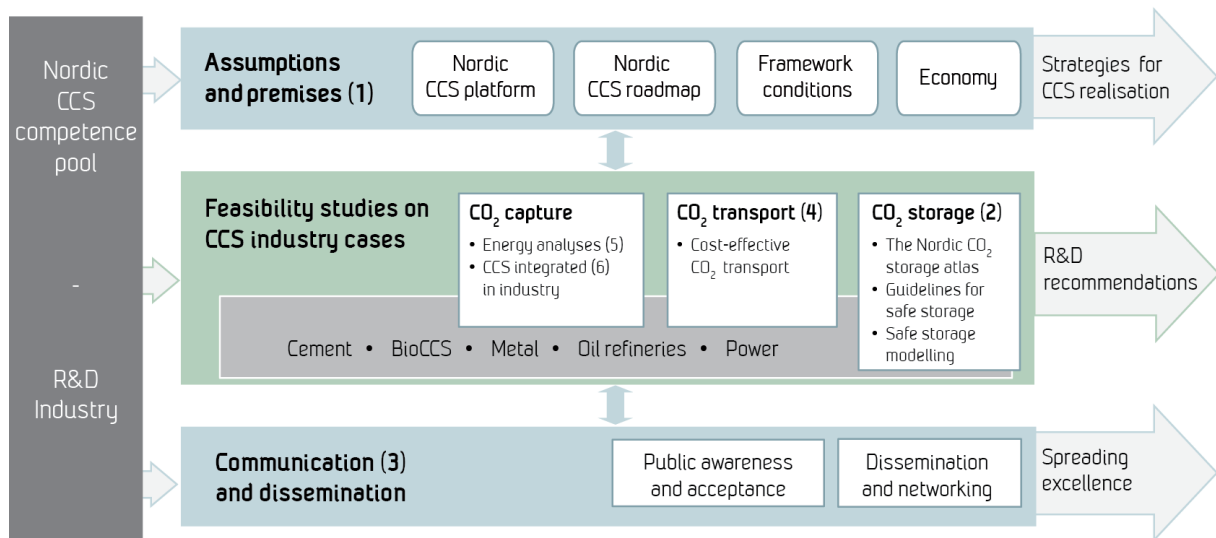 Nordic
CCS
competence
pool
-
R&D
Industry
Assumptions
and premises (1)
Nordic
CCS platform
Nordic
CCS roadmap
Framework
conditions
Economy
Strategies for
CCS realisation
Feasibility studies on
CCS industry cases
CO₂ capture
• Energy analyses (5)
• CCS integrated (6)
in industry
CO₂ transport (4)
• Cost-effective
CO₂ transport
CO₂ storage (2)
• The Nordic CO₂
storage atlas
• Guidelines for
safe storage
• Safe storage
modelling
Cement • BioCCS • Metal • Oil refineries • Power
R&D
recommendations
Communication (3)
and dissemination
Public awareness
and acceptance
Dissemination
and networking
Spreading
excellence